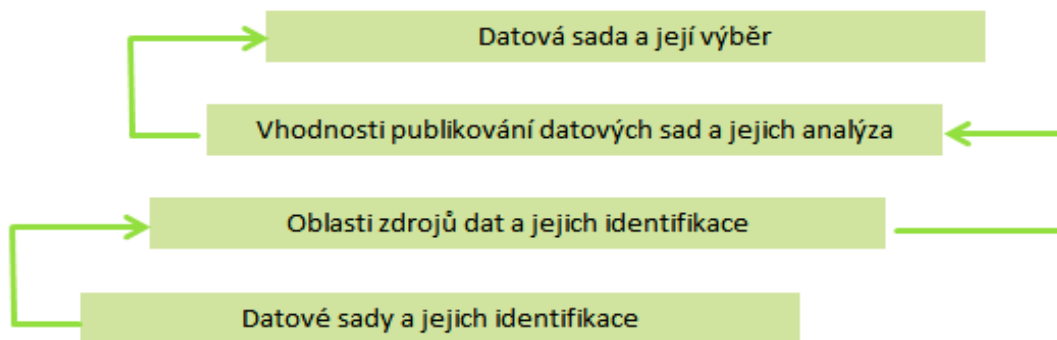 Datová sada a její výběr
Vhodnosti publikování datových sad a jejich analýza
Oblasti zdrojů dat a jejich identifikace
Datové sady a jejich identifikace